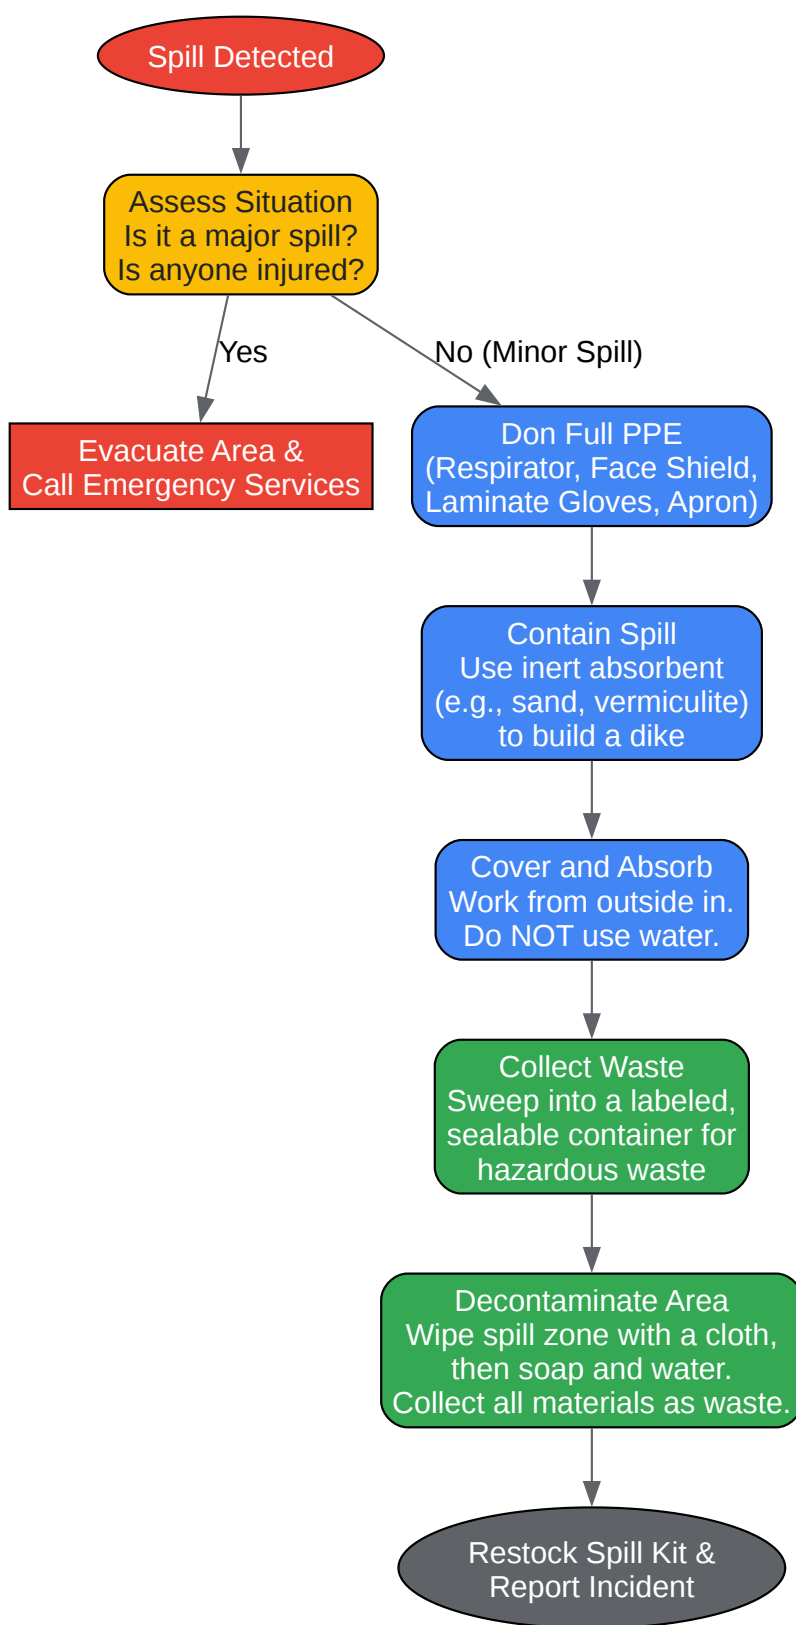 Spill Detected
Assess Situation
Is it a major spill?
Is anyone injured?
Yes
No (Minor Spill)
Evacuate Area &
Call Emergency Services
Don Full PPE
(Respirator, Face Shield,
Laminate Gloves, Apron)
Contain Spill
Use inert absorbent
(e.g., sand, vermiculite)
to build a dike
Cover and Absorb
Work from outside in.
Do NOT use water.
Collect Waste
Sweep into a labeled,
sealable container for
hazardous waste
Decontaminate Area
Wipe spill zone with a cloth,
then soap and water.
Collect all materials as waste.
Restock Spill Kit &
Report Incident